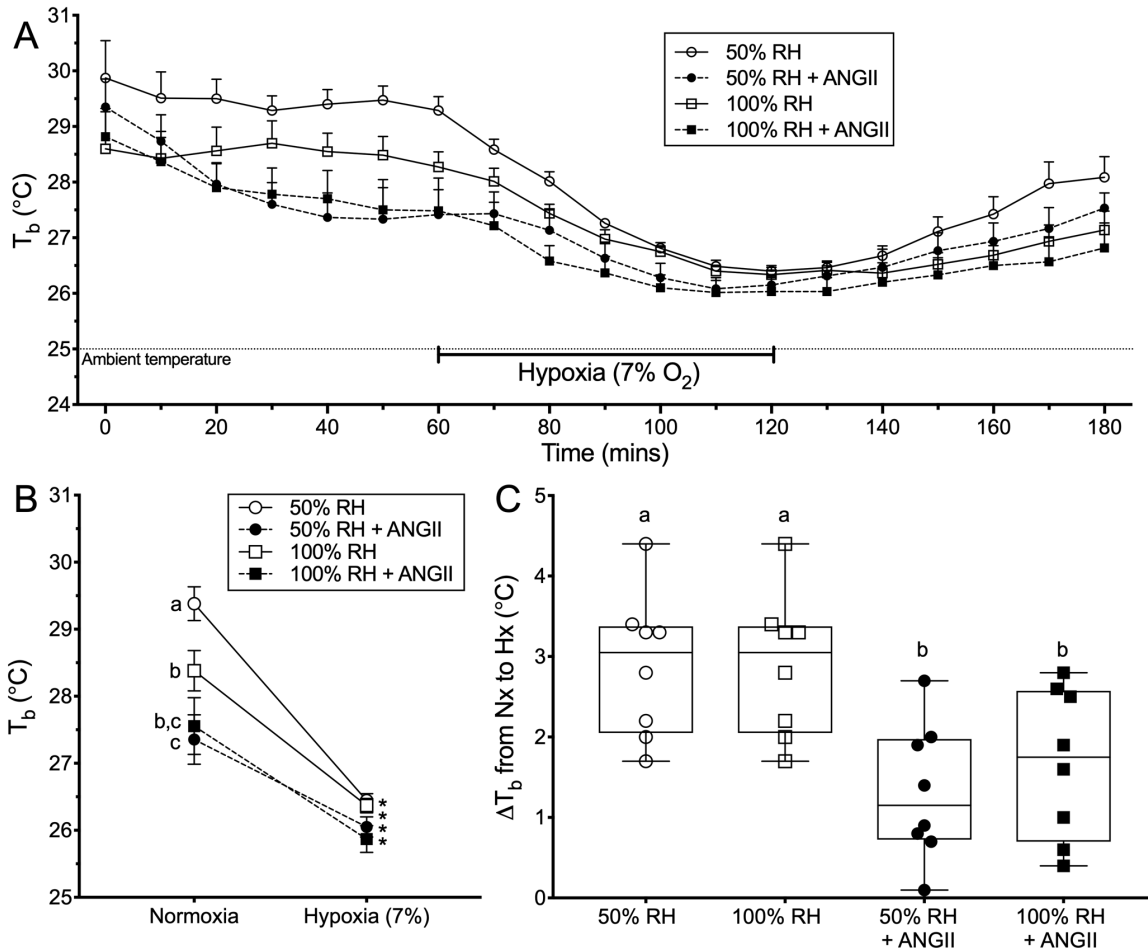 A
T_b (°C)
31
30
29
28
27
26
25
24
50% RH
50% RH + ANGII
100% RH
100% RH + ANGII
Ambient temperature
Hypoxia (7% O₂)
0 20 40 60 80 100 120 140 160 180
Time (mins)
B
T_b (°C)
31
30
29
28
27
26
25
50% RH
50% RH + ANGII
100% RH
100% RH + ANGII
a
b
b,c
c
*
*
*
*
Normoxia Hypoxia (7%)
C
ΔT_b from Nx to Hx (°C)
5
4
3
2
1
0
a a b b
50% RH 100% RH 50% RH + ANGII 100% RH + ANGII